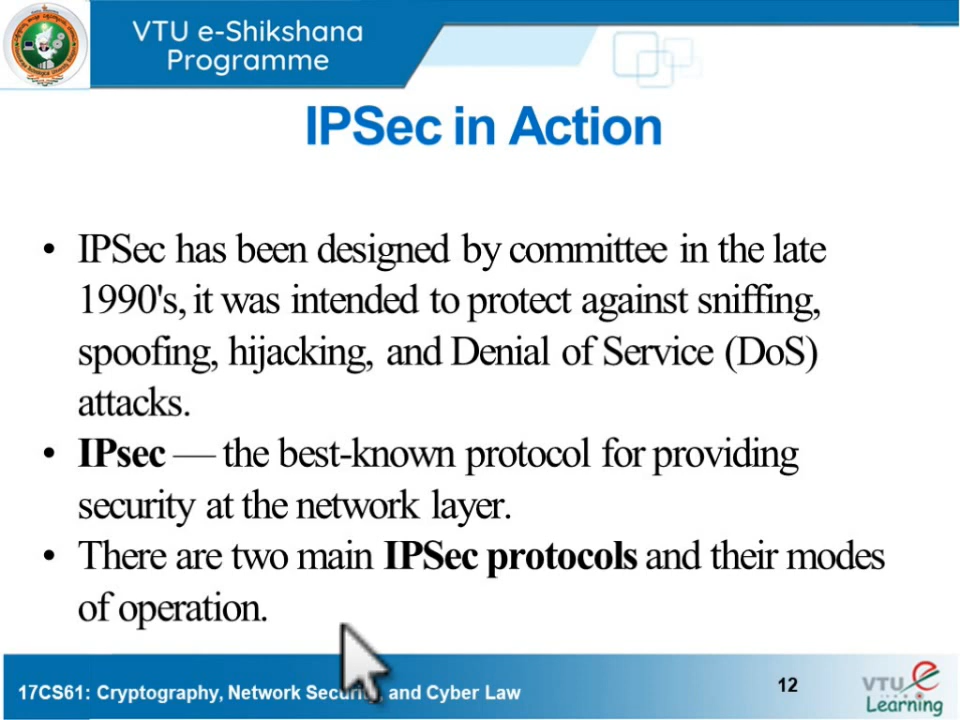 VTU e-Shikshana
Programme
IPSec in Action
• IPSec has been designed by committee in the late
1990's, it was intended to protect against sniffing,
spoofing, hijacking, and Denial of Service (DoS)
attacks.
• IPsec — the best-known protocol for providing
security at the network layer.
• There are two main IPSec protocols and their modes
of operation.
17CS61: Cryptography, Network Security, and Cyber Law
12
VTU e
Learning